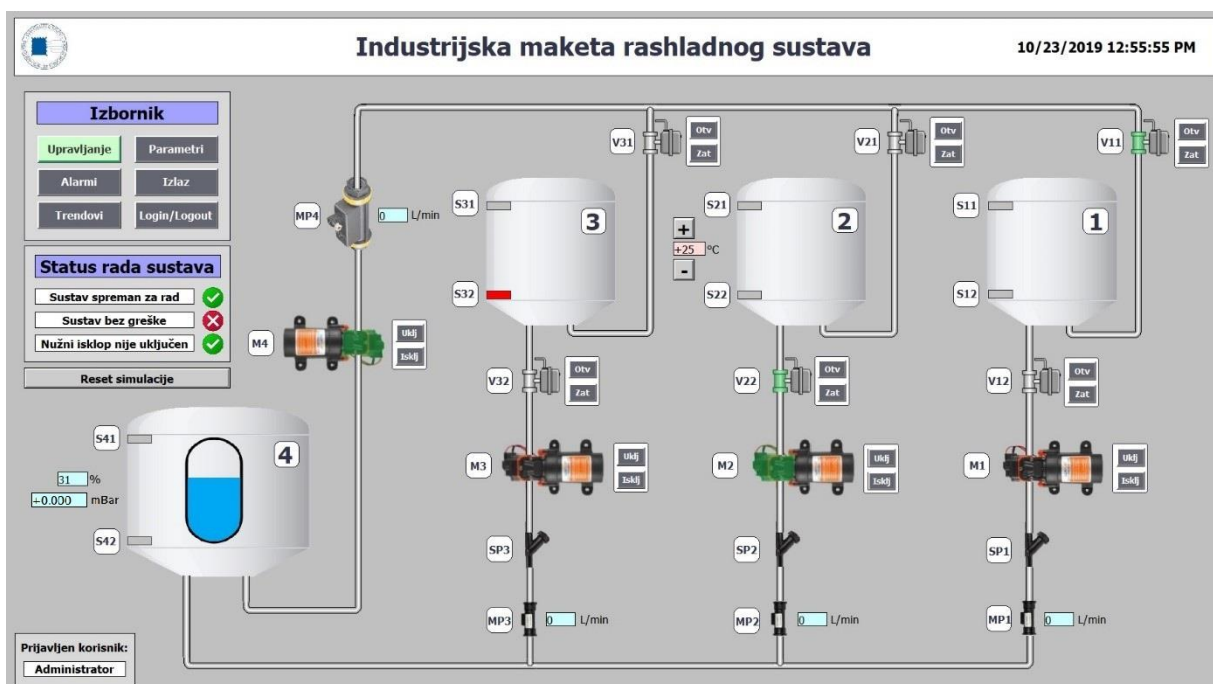 Industrijska maketa rashladnog sustava
10/23/2019 12:55:55 PM
Izbornik
Upravljanje
Parametri
Alarmi
Izlaz
Trendovi
Login/Logout
Status rada sustava
Sustav spreman za rad
Sustav bez greške
Nužni isklop nije uključen
Reset simulacije
MP4
0 L/min
M4
Uklj
Isklj
S41
4
31 %
+0.000 mBar
S42
V31
Otv
Zat
S31
3
S32
V32
Otv
Zat
M3
Uklj
Isklj
SP3
MP3
0 L/min
V21
Otv
Zat
S21
2
+
+25 °C
-
S22
V22
Otv
Zat
M2
Uklj
Isklj
SP2
MP2
0 L/min
V11
Otv
Zat
S11
1
S12
V12
Otv
Zat
M1
Uklj
Isklj
SP1
MP1
0 L/min
Prijavljen korisnik:
Administrator